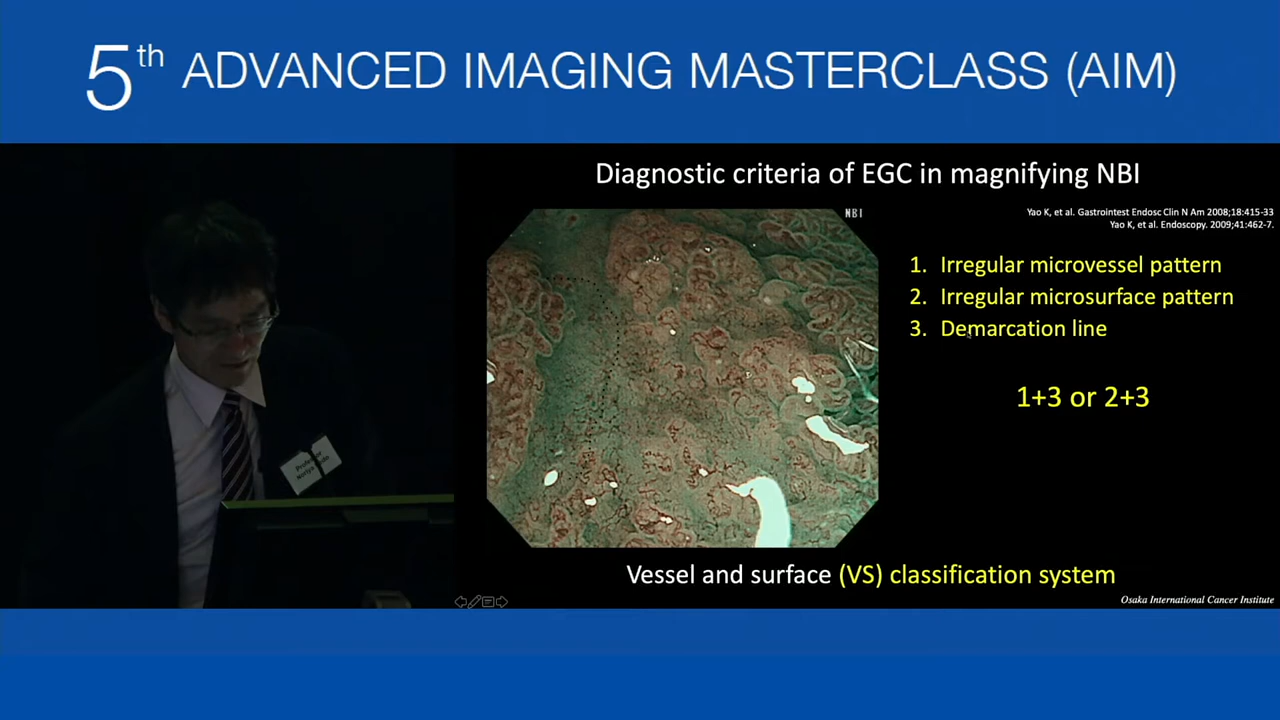 5th ADVANCED IMAGING MASTERCLASS (AIM)
Diagnostic criteria of EGC in magnifying NBI
NBI
Yao K, et al. Gastrointest Endosc Clin N Am 2008;18:415-33
Yao K, et al. Endoscopy. 2009;41:462-7.
1. Irregular microvessel pattern
2. Irregular microsurface pattern
3. Demarcation line
1+3 or 2+3
Vessel and surface (VS) classification system
Osaka International Cancer Institute
Professor